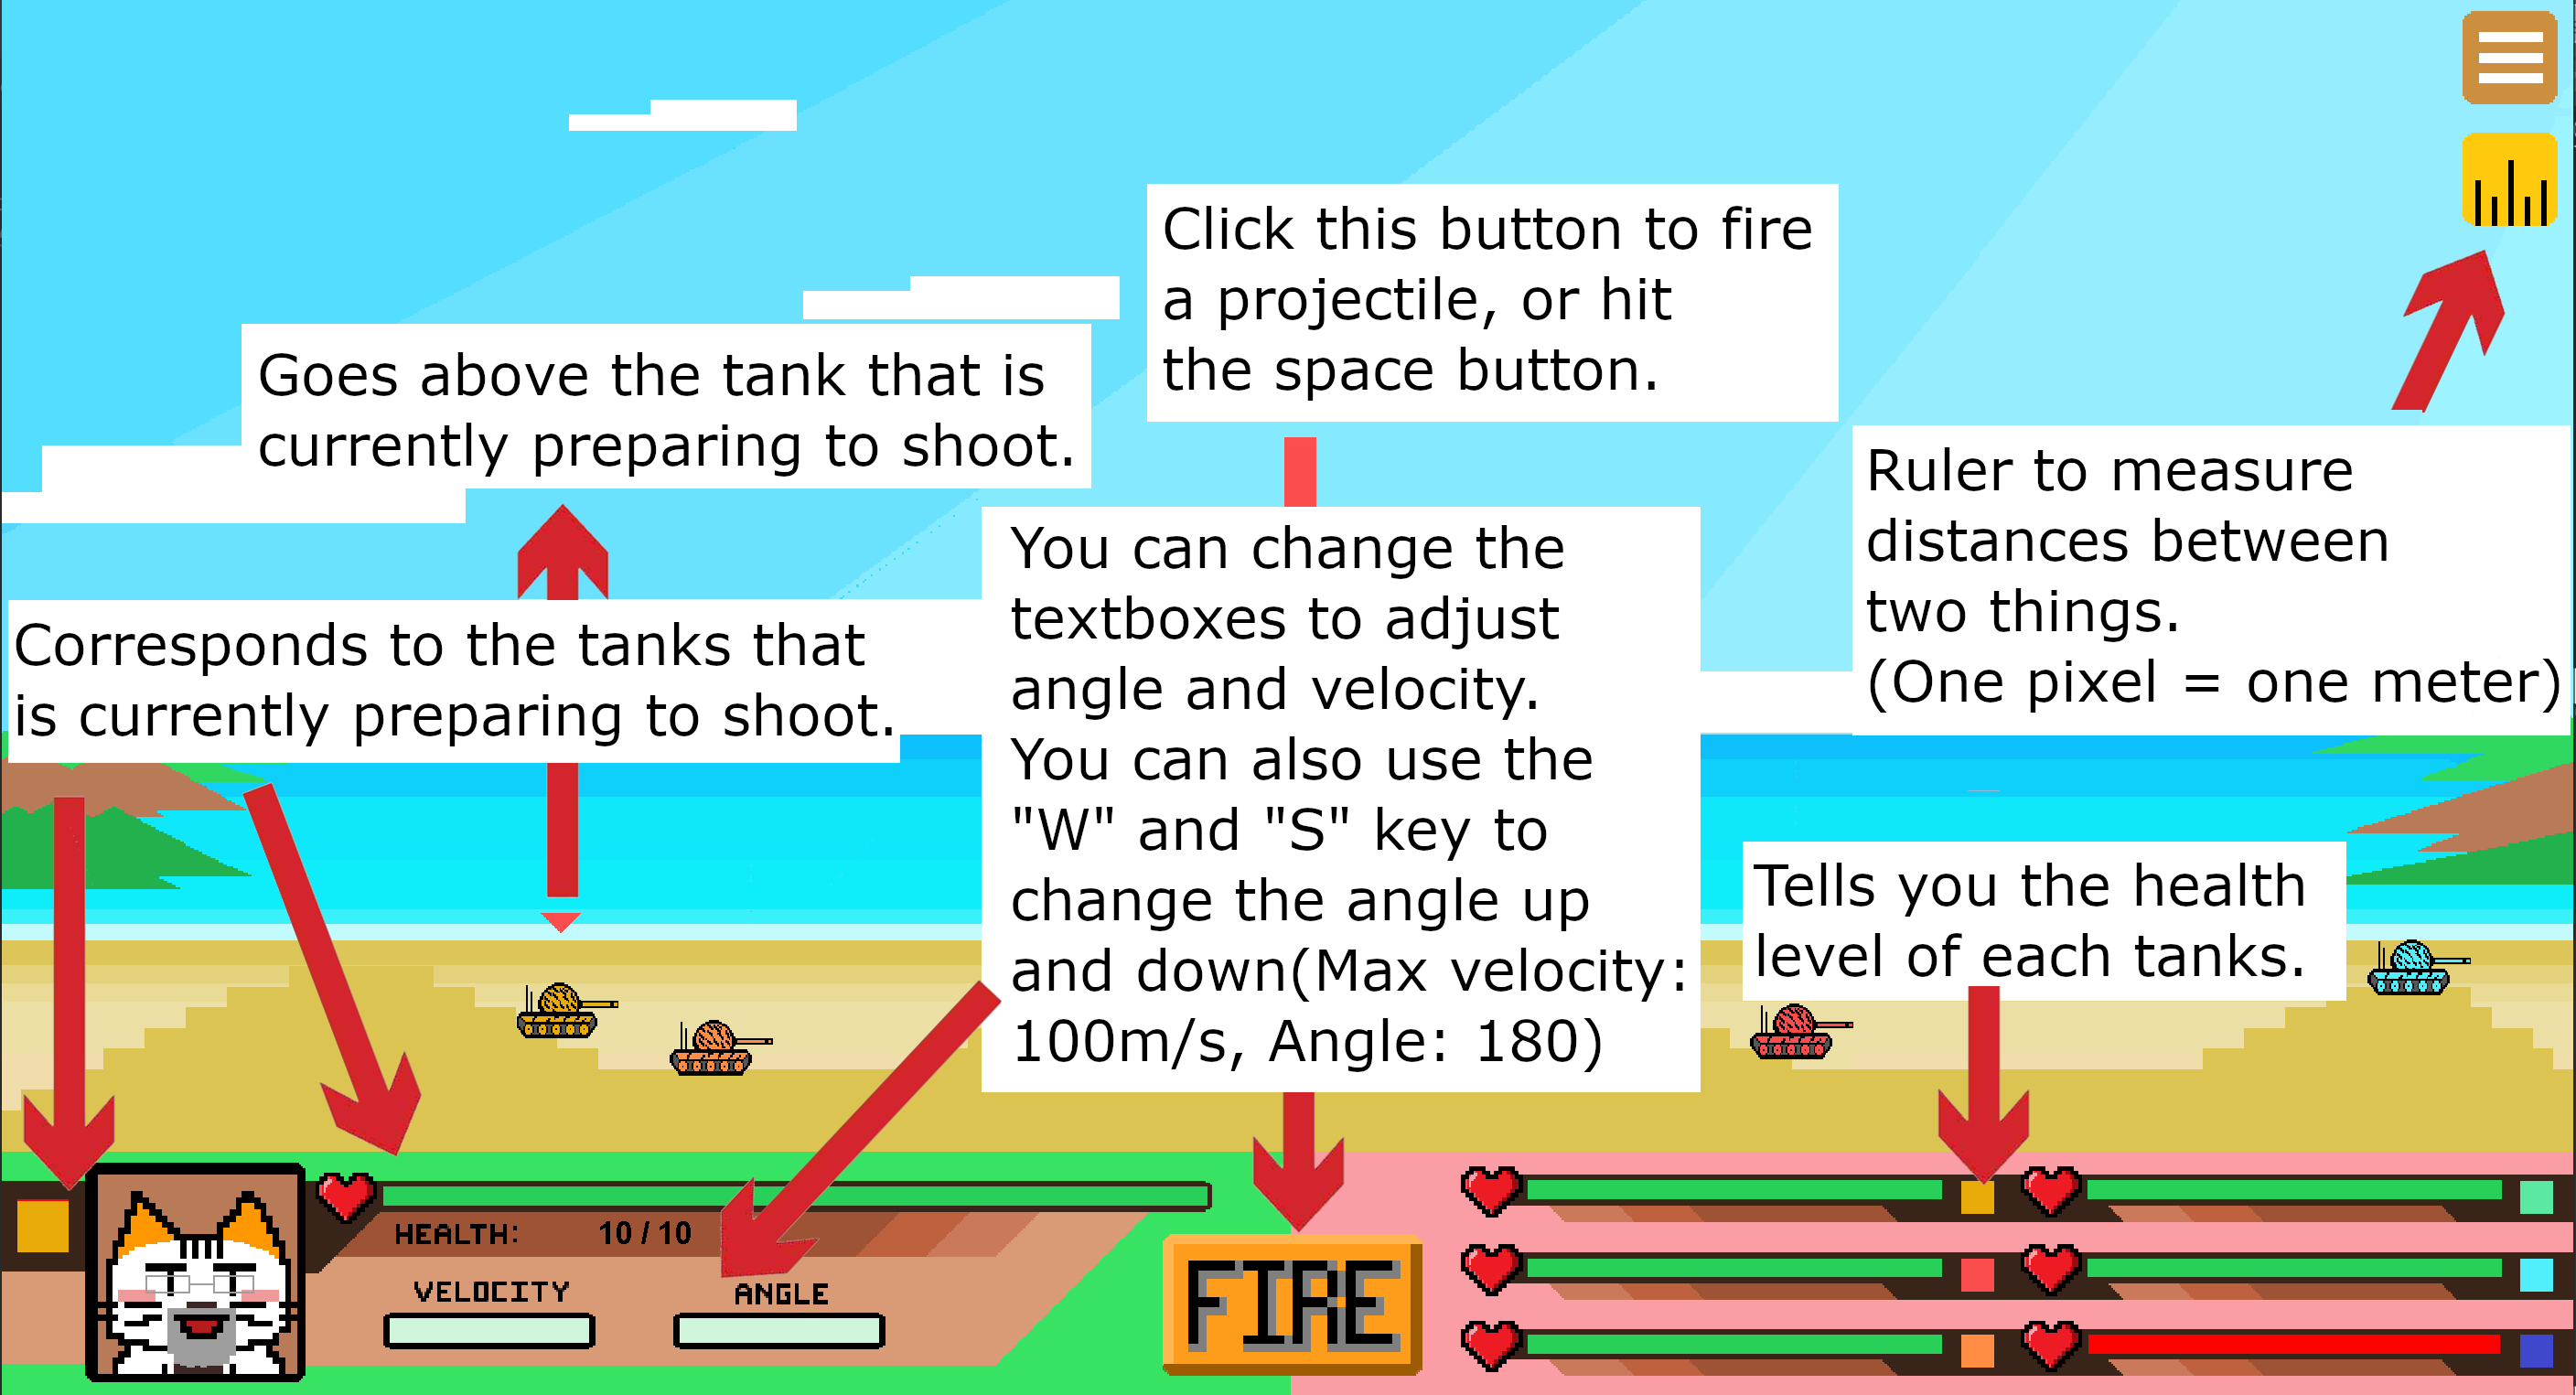 Click this button to fire
a projectile, or hit
the space button.
Goes above the tank that is
currently preparing to shoot.
Ruler to measure
distances between
two things.
(One pixel = one meter)
You can change the
textboxes to adjust
angle and velocity.
You can also use the
"W" and "S" key to
change the angle up
and down(Max velocity:
100m/s, Angle: 180)
Corresponds to the tanks that
is currently preparing to shoot.
Tells you the health
level of each tanks.
HEALTH: 10 / 10
VELOCITY
ANGLE
FIRE